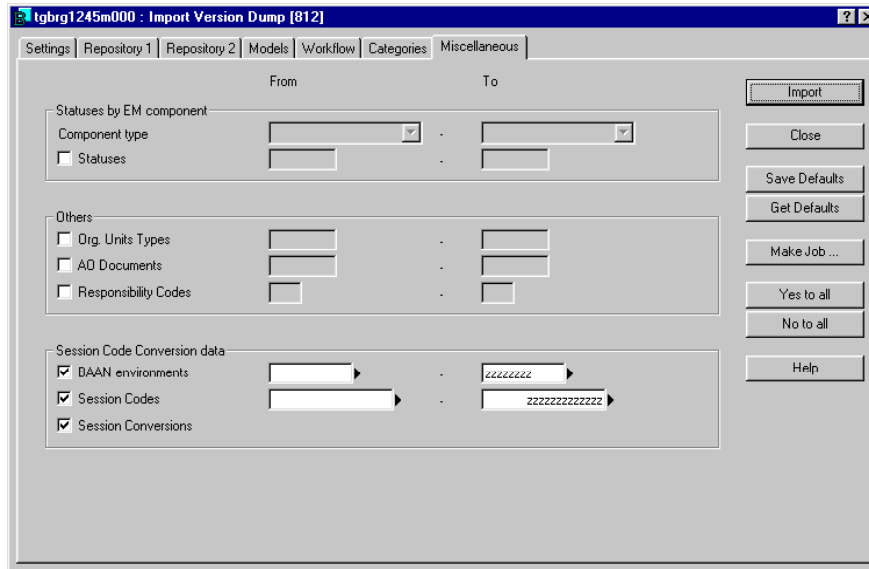 tgbrg1245m000 : Import Version Dump [812]
Settings Repository 1 Repository 2 Models Workflow Categories Miscellaneous
From To
Import
Statuses by EM component
Component type -
Close
Statuses -
Save Defaults
Get Defaults
Others
Org. Units Types -
AO Documents -
Make Job ...
Responsibility Codes -
Yes to all
No to all
Session Code Conversion data
BAAN environments - zzzzzzzz
Help
Session Codes - zzzzzzzzzzzzz
Session Conversions